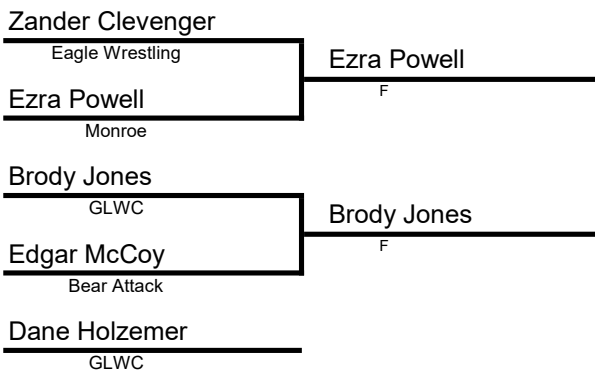 Zander Clevenger
Eagle Wrestling
Ezra Powell
F
Ezra Powell
Monroe
Brody Jones
GLWC
Brody Jones
F
Edgar McCoy
Bear Attack
Dane Holzemer
GLWC